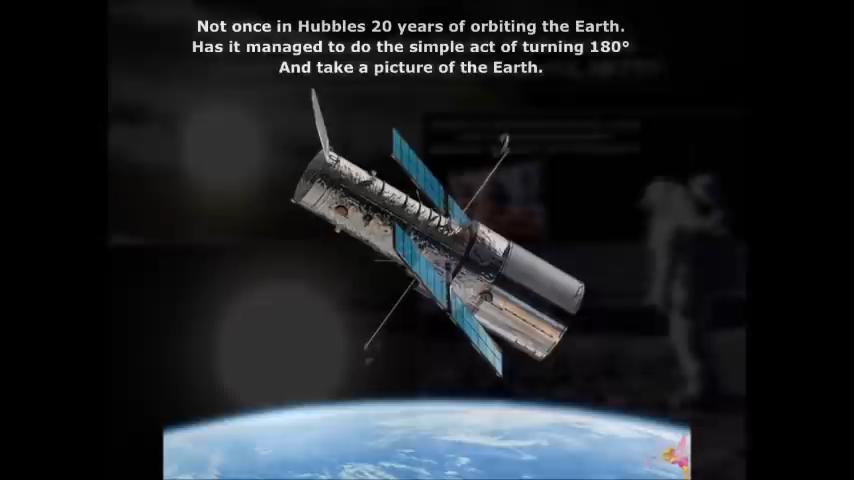 Not once in Hubbles 20 years of orbiting the Earth.
Has it managed to do the simple act of turning 180°
And take a picture of the Earth.